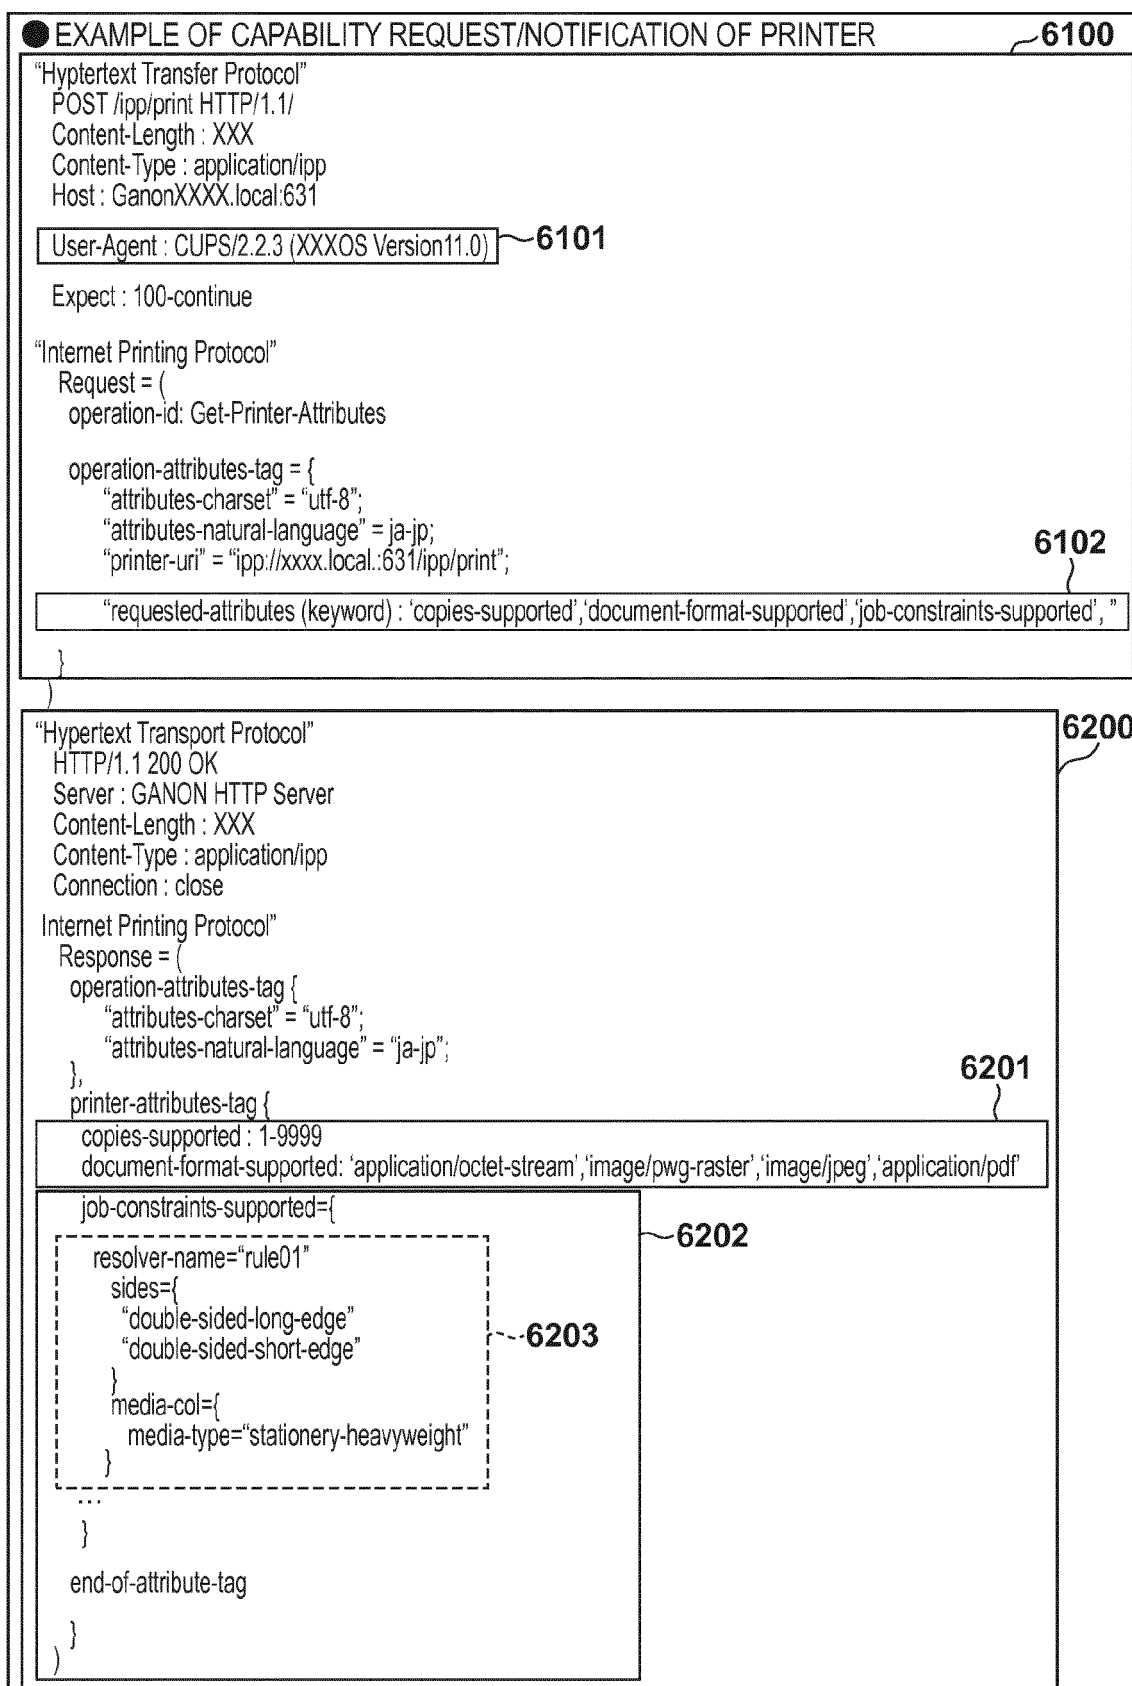 ● EXAMPLE OF CAPABILITY REQUEST/NOTIFICATION OF PRINTER 6100
“Hyptertext Transfer Protocol”
POST /ipp/print HTTP/1.1/
Content-Length : XXX
Content-Type : application/ipp
Host : GanonXXXX.local:631
User-Agent : CUPS/2.2.3 (XXXOS Version11.0) 6101
Expect : 100-continue
“Internet Printing Protocol”
Request = (
operation-id: Get-Printer-Attributes
operation-attributes-tag = {
“attributes-charset” = “utf-8”;
“attributes-natural-language” = ja-jp;
“printer-uri” = “ipp://xxxx.local.:631/ipp/print”;
6102
“requested-attributes (keyword) : ‘copies-supported’,‘document-format-supported’,‘job-constraints-supported’, ”
}
)
6200
“Hypertext Transport Protocol”
HTTP/1.1 200 OK
Server : GANON HTTP Server
Content-Length : XXX
Content-Type : application/ipp
Connection : close
Internet Printing Protocol”
Response = (
operation-attributes-tag {
“attributes-charset” = “utf-8”;
“attributes-natural-language” = “ja-jp”;
},
6201
printer-attributes-tag {
copies-supported : 1-9999
document-format-supported: ‘application/octet-stream’,‘image/pwg-raster’,‘image/jpeg’,‘application/pdf’
job-constraints-supported={
6202
resolver-name=“rule01”
sides={
“double-sided-long-edge”
“double-sided-short-edge” 6203
}
media-col={
media-type=“stationery-heavyweight”
}
...
}
end-of-attribute-tag
}
)